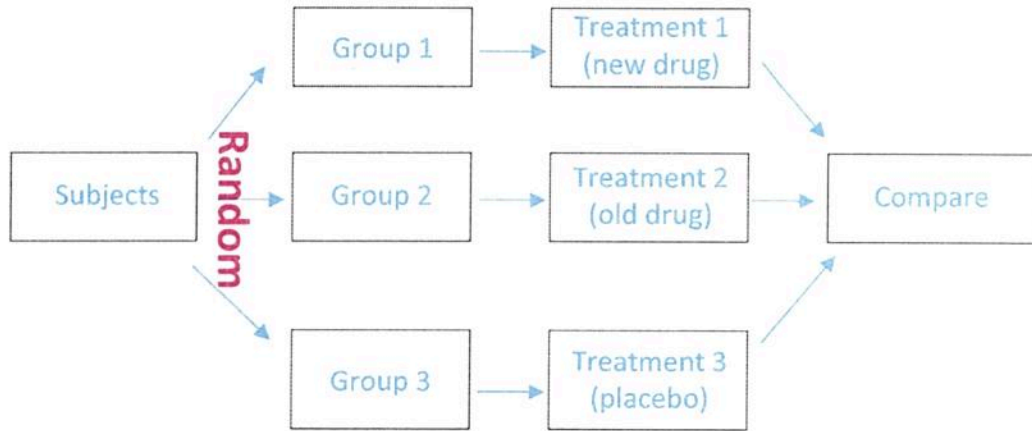 Group 1
Treatment 1
(new drug)
Subjects
Random
Group 2
Treatment 2
(old drug)
Compare
Group 3
Treatment 3
(placebo)